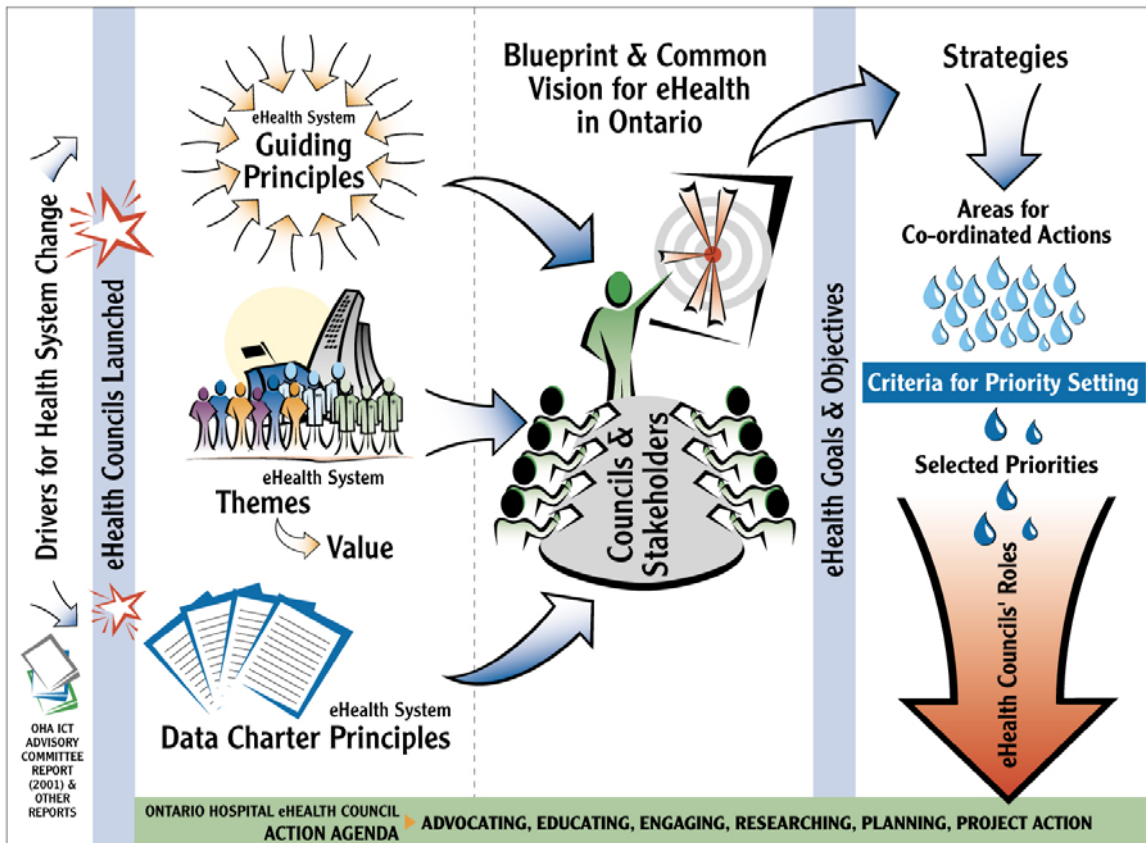 Drivers for Health System Change
OHA ICT
ADVISORY
COMMITTEE
REPORT
(2001) &
OTHER
REPORTS
eHealth Councils Launched
eHealth System
Guiding
Principles
eHealth System
Themes
Value
eHealth System
Data Charter Principles
Blueprint & Common
Vision for eHealth
in Ontario
Councils &
Stakeholders
eHealth Goals & Objectives
Strategies
Areas for
Co-ordinated Actions
Criteria for Priority Setting
Selected Priorities
eHealth Councils' Roles
ONTARIO HOSPITAL eHEALTH COUNCIL
ACTION AGENDA
ADVOCATING, EDUCATING, ENGAGING, RESEARCHING, PLANNING, PROJECT ACTION